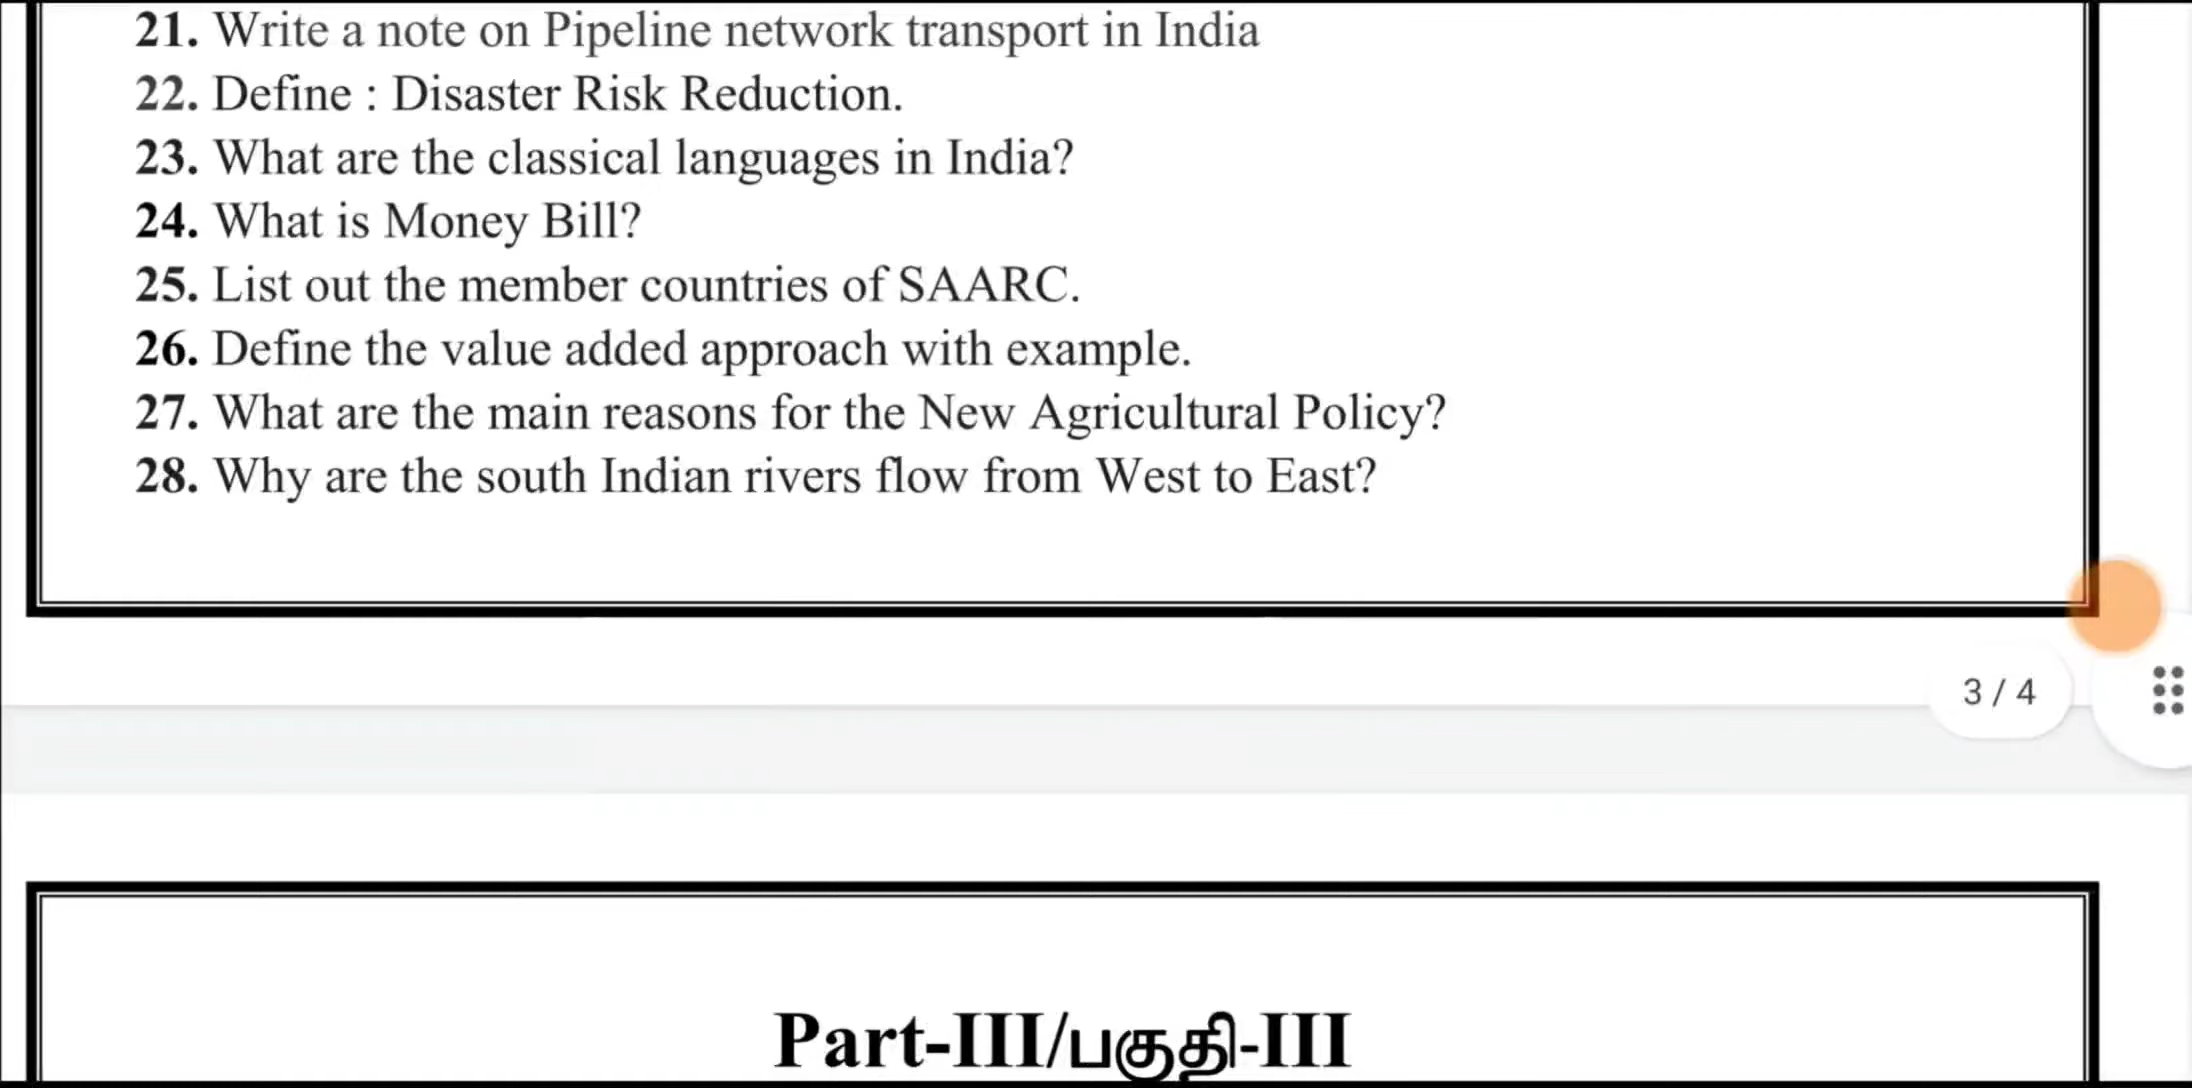 21. Write a note on Pipeline network transport in India
22. Define : Disaster Risk Reduction.
23. What are the classical languages in India?
24. What is Money Bill?
25. List out the member countries of SAARC.
26. Define the value added approach with example.
27. What are the main reasons for the New Agricultural Policy?
28. Why are the south Indian rivers flow from West to East?
3 / 4
Part-III/பகுதி-III